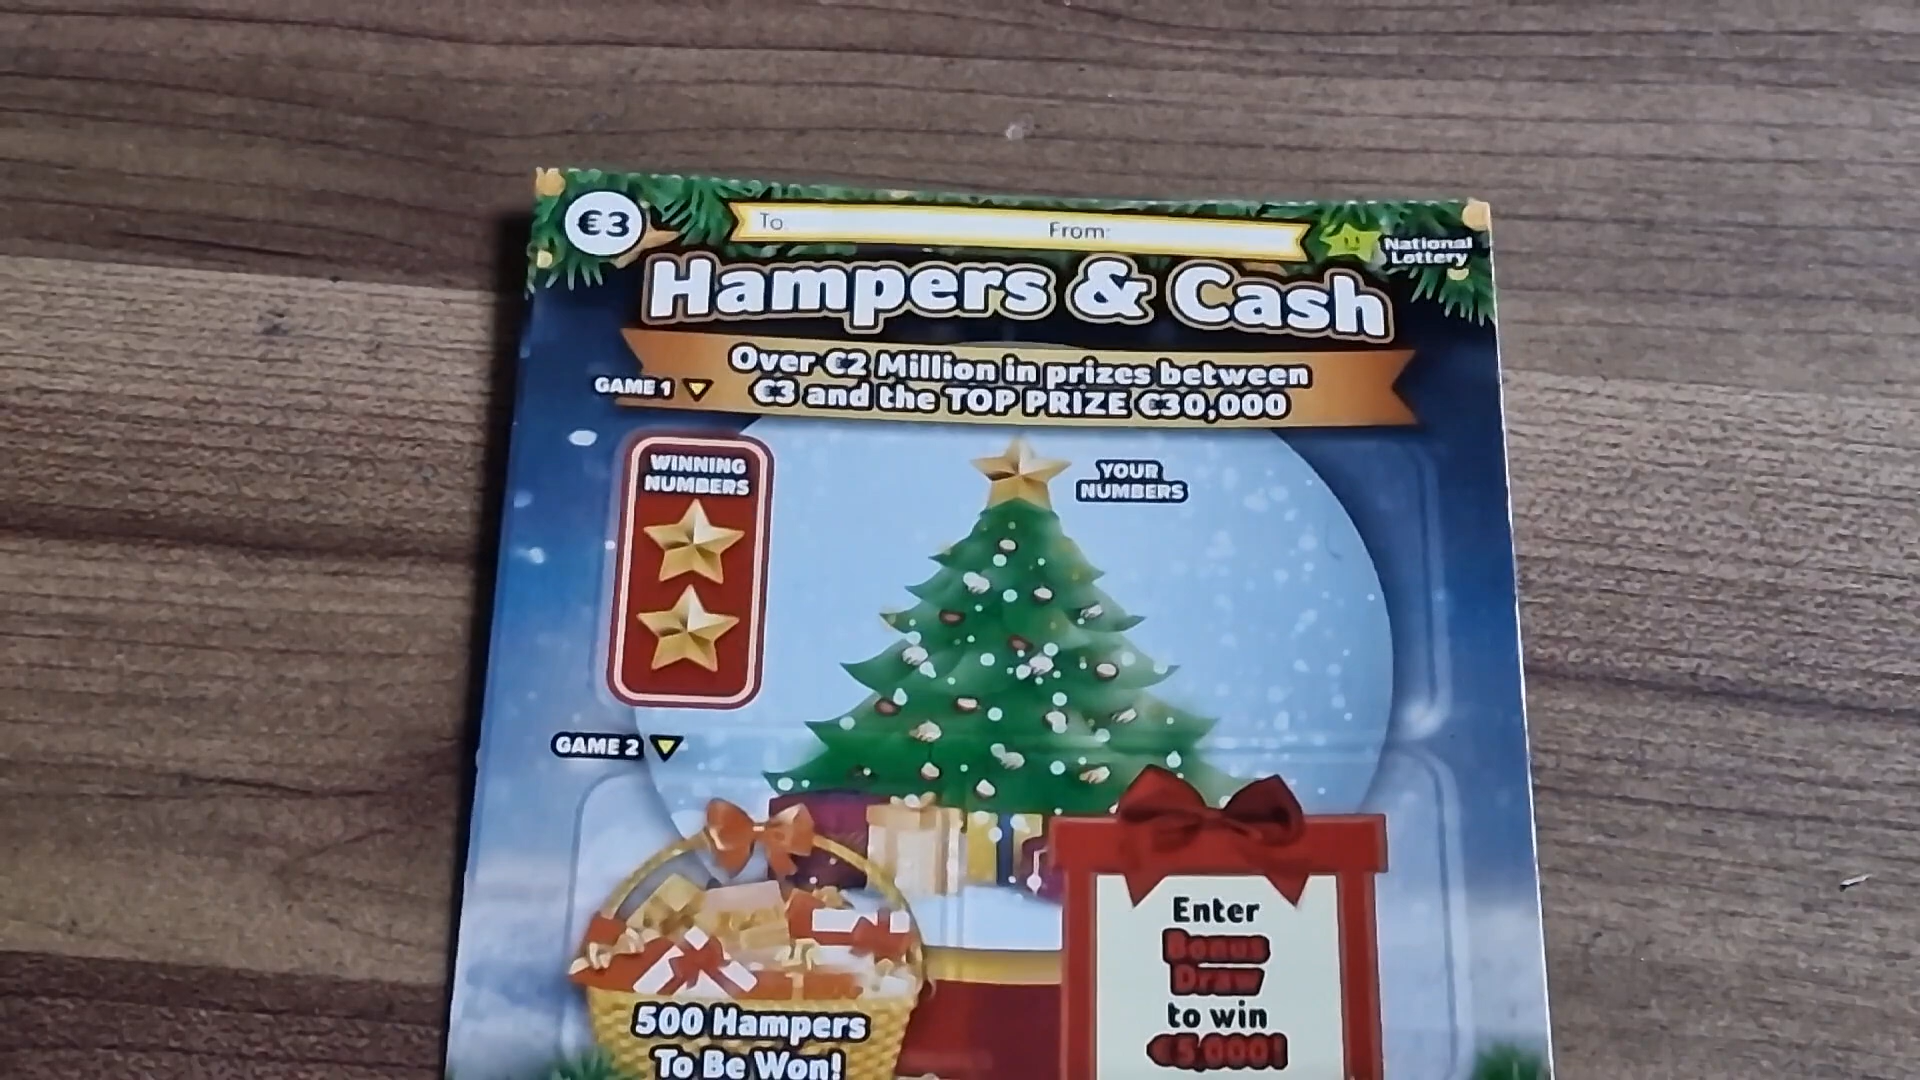 €3
To: From:
National
Lottery
Hampers & Cash
Over €2 Million in prizes between
€3 and the TOP PRIZE €30,000
GAME 1
WINNING
NUMBERS
YOUR
NUMBERS
GAME 2
Enter
Bonus
Draw
to win
€5,000!
500 Hampers
To Be Won!